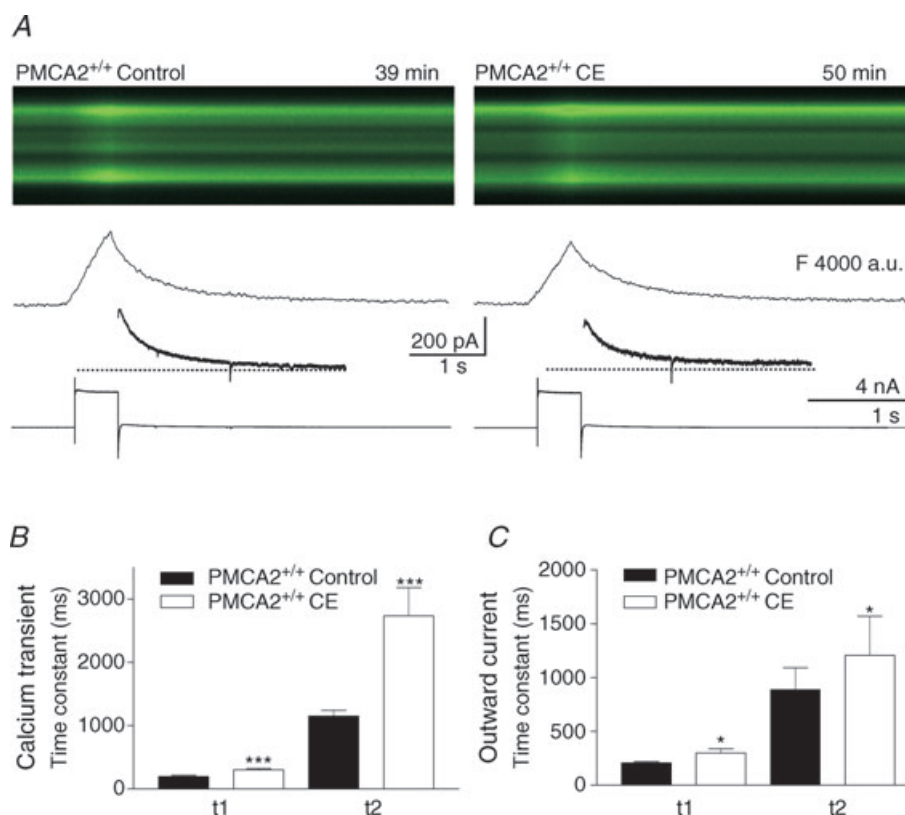 A
PMCA2+/+ Control 39 min PMCA2+/+ CE 50 min
F 4000 a.u.
200 pA
1 s
4 nA
1 s
B
Calcium transient
Time constant (ms)
PMCA2+/+ Control
PMCA2+/+ CE
3000
2000
1000
0
***
***
t1 t2
C
Outward current
Time constant (ms)
PMCA2+/+ Control
PMCA2+/+ CE
2000
1500
1000
500
0
*
*
t1 t2